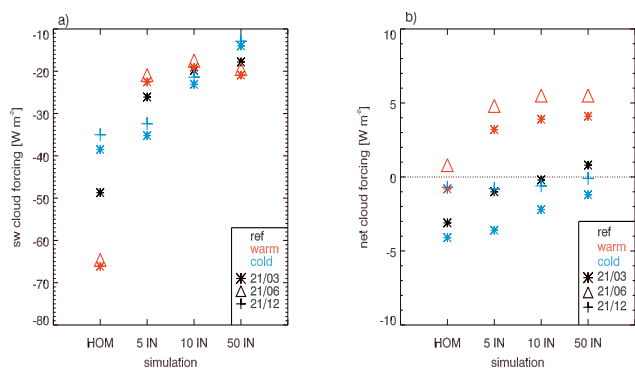 a)
sw cloud forcing [W m⁻²]
-10
-20
-30
-40
-50
-60
-70
-80
HOM
5 IN
10 IN
50 IN
simulation
ref
warm
cold
21/03
21/06
21/12
b)
net cloud forcing [W m⁻²]
10
5
0
-5
-10
HOM
5 IN
10 IN
50 IN
simulation
ref
warm
cold
21/03
21/06
21/12